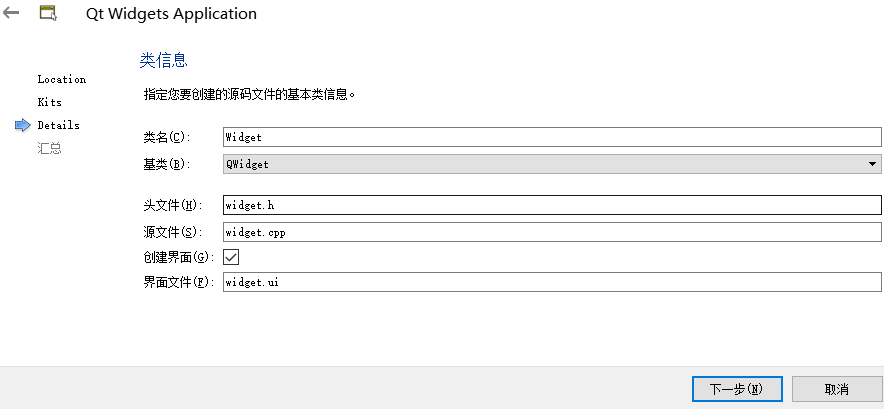 Qt Widgets Application
Location
Kits
Details
汇总
类信息
指定您要创建的源码文件的基本类信息。
类名(C): Widget
基类(B): QWidget
头文件(H): widget.h
源文件(S): widget.cpp
创建界面(G):
界面文件(F): widget.ui
下一步(N) 取消